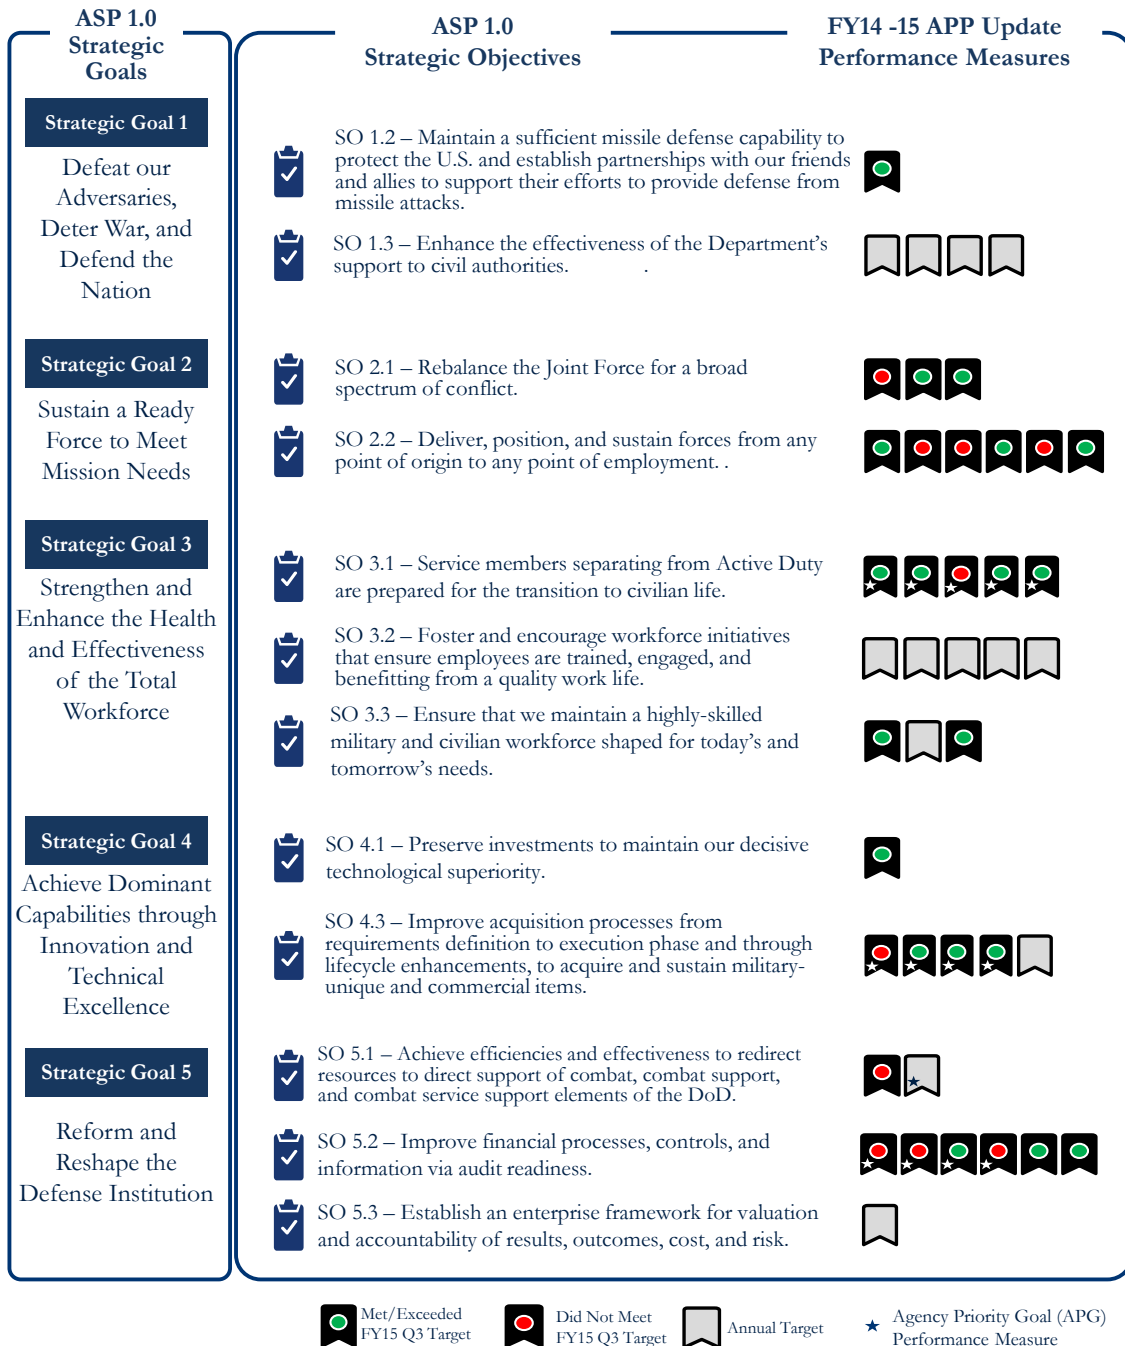 ASP 1.0
Strategic
Goals
ASP 1.0
Strategic Objectives
FY14 -15 APP Update
Performance Measures
Strategic Goal 1
Defeat our
Adversaries,
Deter War, and
Defend the
Nation
SO 1.2 – Maintain a sufficient missile defense capability to
protect the U.S. and establish partnerships with our friends
and allies to support their efforts to provide defense from
missile attacks.
SO 1.3 – Enhance the effectiveness of the Department's
support to civil authorities. .
Strategic Goal 2
Sustain a Ready
Force to Meet
Mission Needs
SO 2.1 – Rebalance the Joint Force for a broad
spectrum of conflict.
SO 2.2 – Deliver, position, and sustain forces from any
point of origin to any point of employment. .
Strategic Goal 3
Strengthen and
Enhance the Health
and Effectiveness
of the Total
Workforce
SO 3.1 – Service members separating from Active Duty
are prepared for the transition to civilian life.
SO 3.2 – Foster and encourage workforce initiatives
that ensure employees are trained, engaged, and
benefitting from a quality work life.
SO 3.3 – Ensure that we maintain a highly-skilled
military and civilian workforce shaped for today's and
tomorrow's needs.
Strategic Goal 4
Achieve Dominant
Capabilities through
Innovation and
Technical
Excellence
SO 4.1 – Preserve investments to maintain our decisive
technological superiority.
SO 4.3 – Improve acquisition processes from
requirements definition to execution phase and through
lifecycle enhancements, to acquire and sustain military-
unique and commercial items.
Strategic Goal 5
Reform and
Reshape the
Defense Institution
SO 5.1 – Achieve efficiencies and effectiveness to redirect
resources to direct support of combat, combat support,
and combat service support elements of the DoD.
SO 5.2 – Improve financial processes, controls, and
information via audit readiness.
SO 5.3 – Establish an enterprise framework for valuation
and accountability of results, outcomes, cost, and risk.
Met/Exceeded
FY15 Q3 Target
Did Not Meet
FY15 Q3 Target
Annual Target
Agency Priority Goal (APG)
Performance Measure